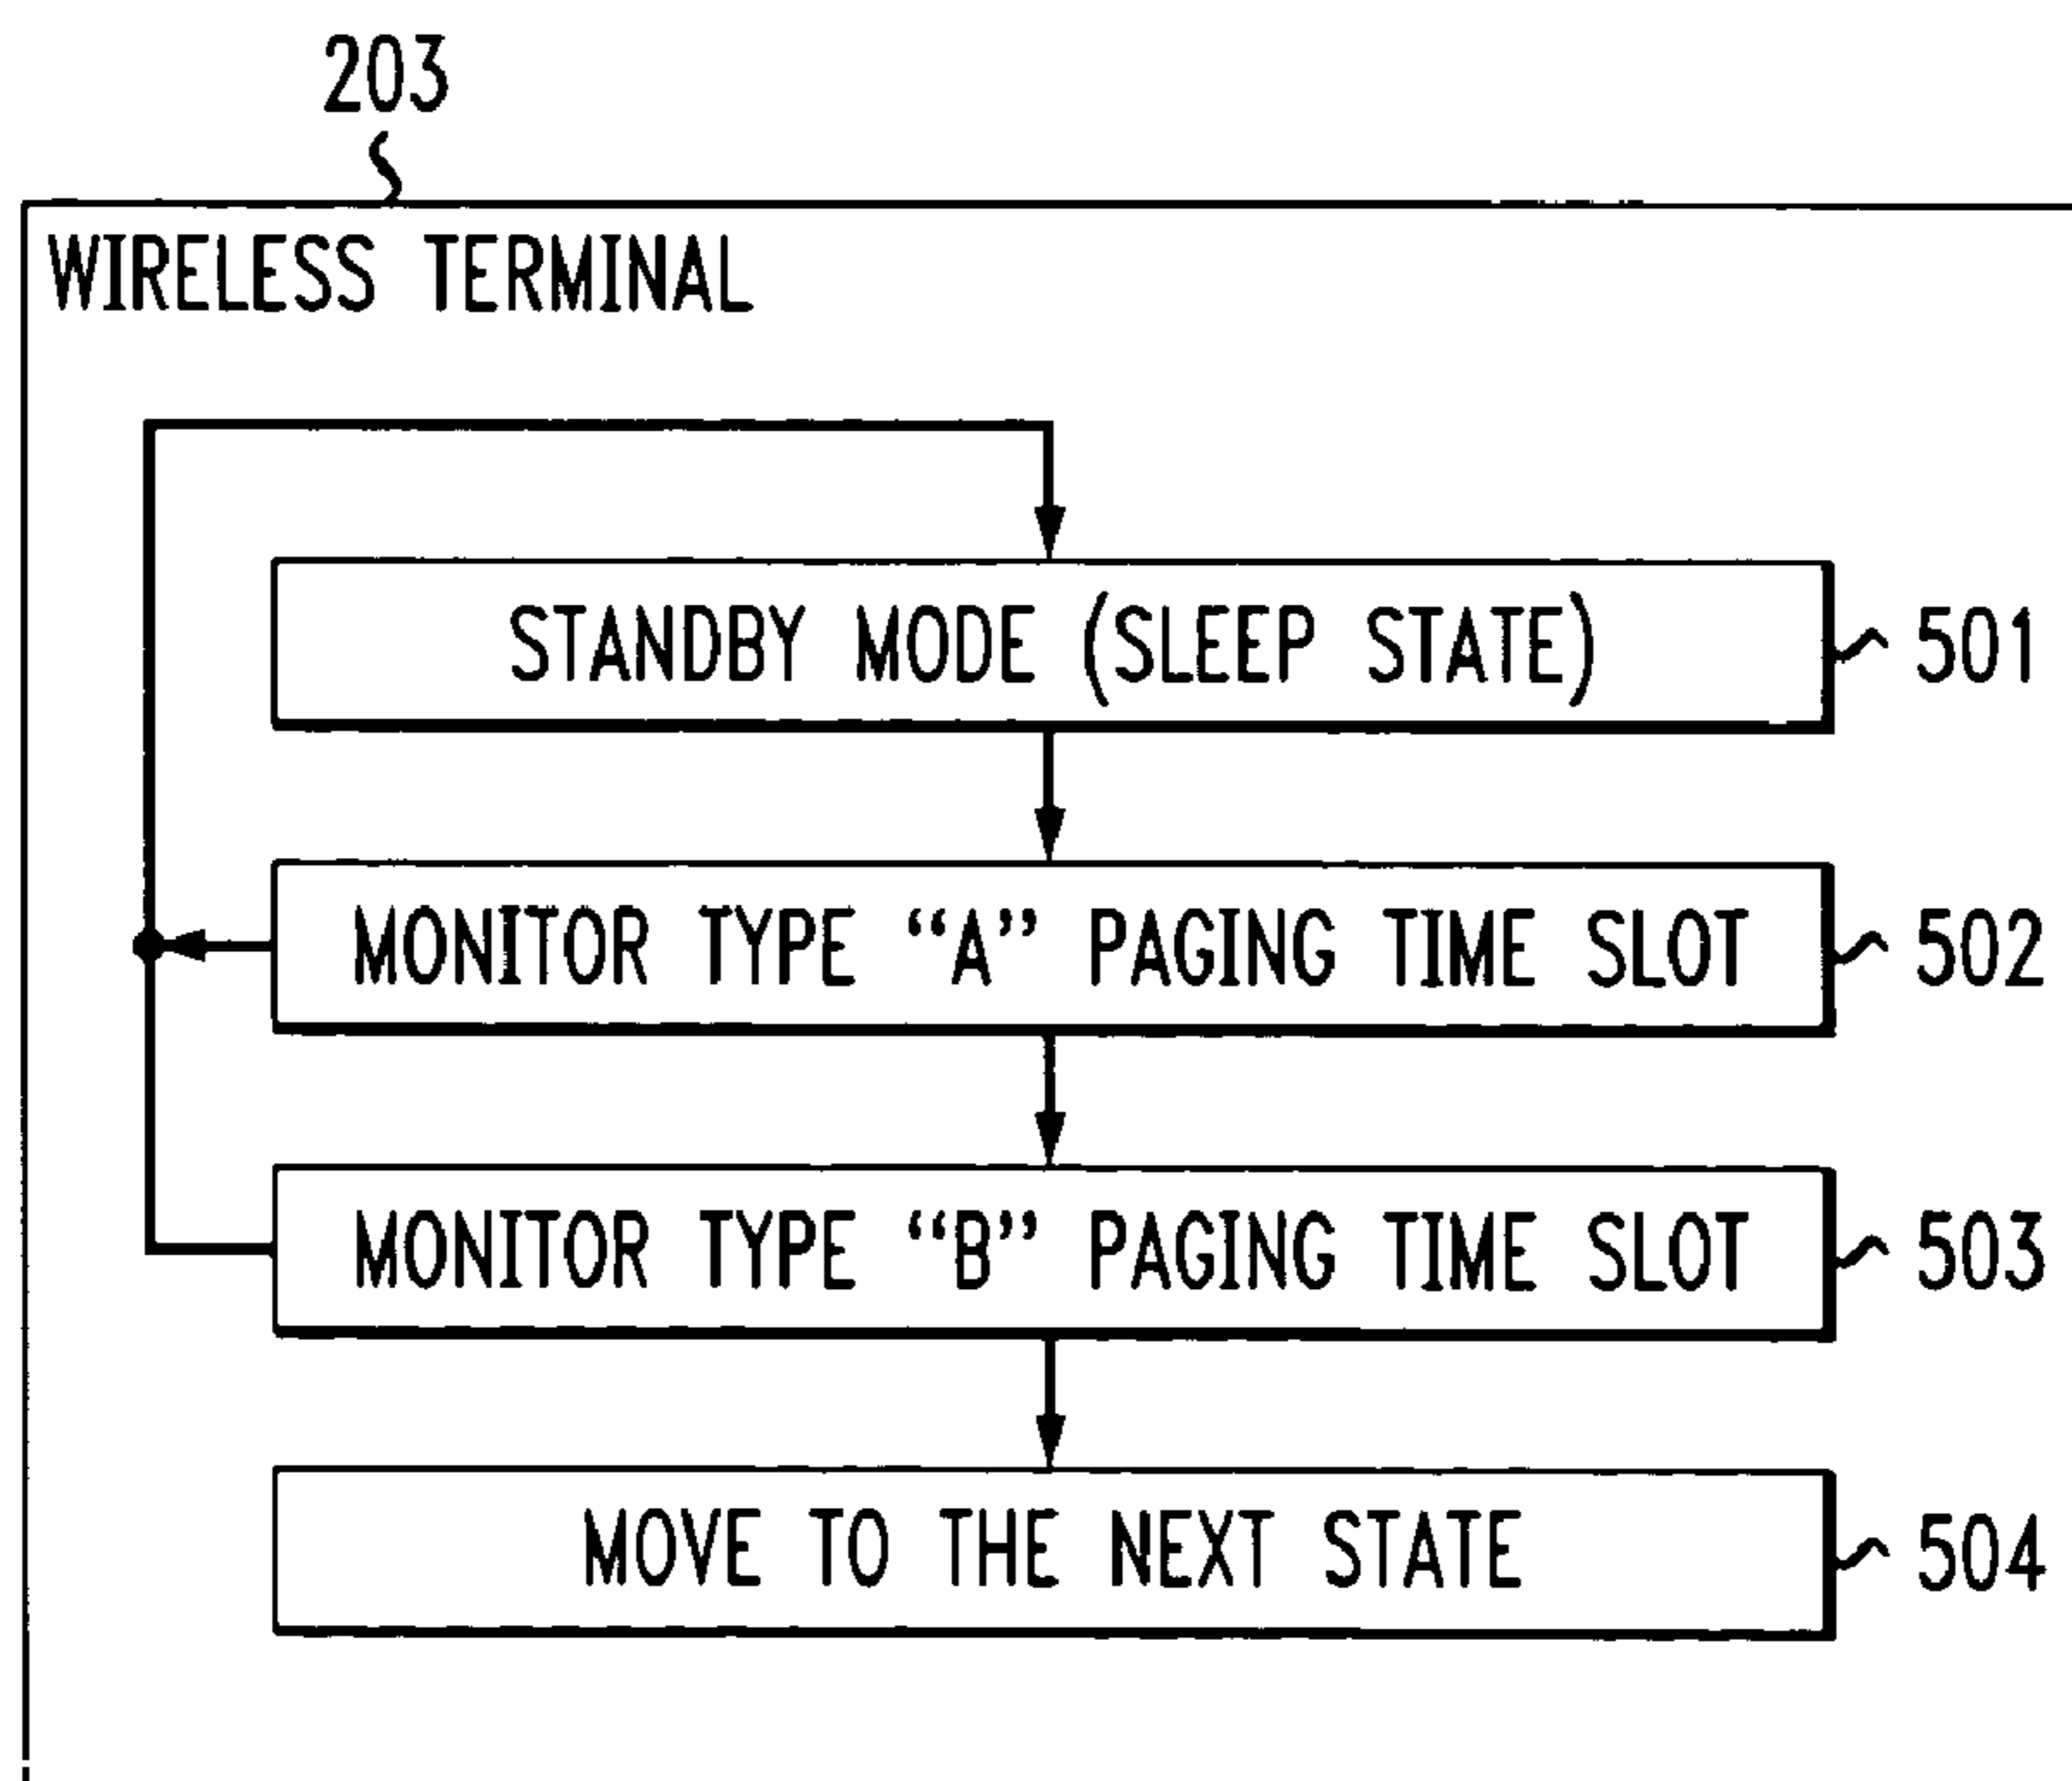 203
WIRELESS TERMINAL
STANDBY MODE (SLEEP STATE)
501
MONITOR TYPE “A” PAGING TIME SLOT
502
MONITOR TYPE “B” PAGING TIME SLOT
503
MOVE TO THE NEXT STATE
504